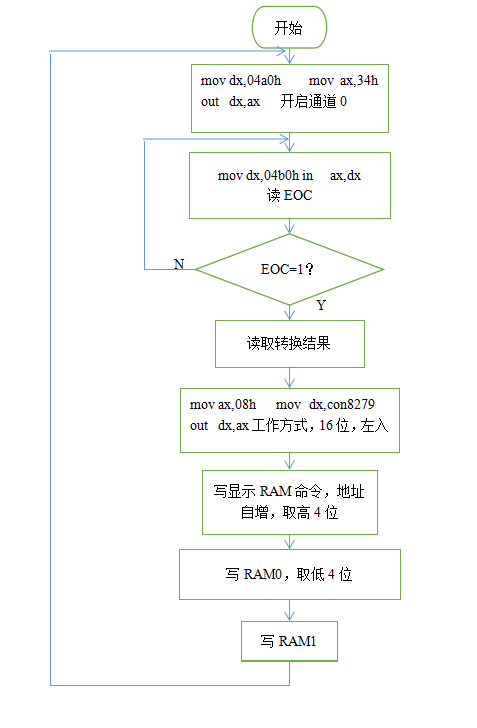 开始
mov dx,04a0h mov ax,34h
out dx,ax 开启通道 0
mov dx,04b0h in ax,dx
读 EOC
EOC=1?
N
Y
读取转换结果
mov ax,08h mov dx,con8279
out dx,ax 工作方式，16 位，左入
写显示 RAM 命令，地址
自增，取高 4 位
写 RAM0，取低 4 位
写 RAM1